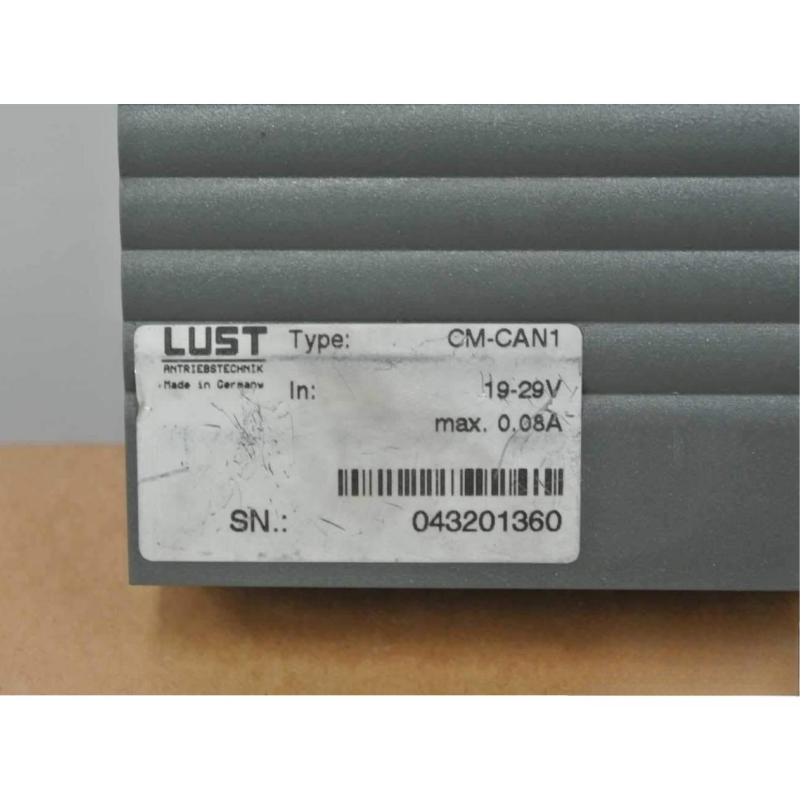 LUST
ANTRIEBSTECHNIK
Made in Germany
Type: CM-CAN1
In: 19-29V
max. 0.08A
SN.: 043201360